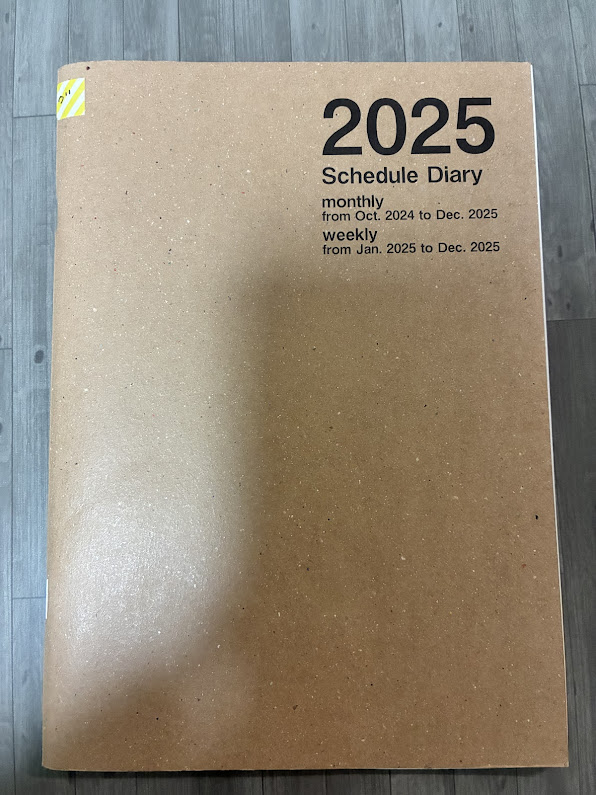 2025
Schedule Diary
monthly
from Oct. 2024 to Dec. 2025
weekly
from Jan. 2025 to Dec. 2025